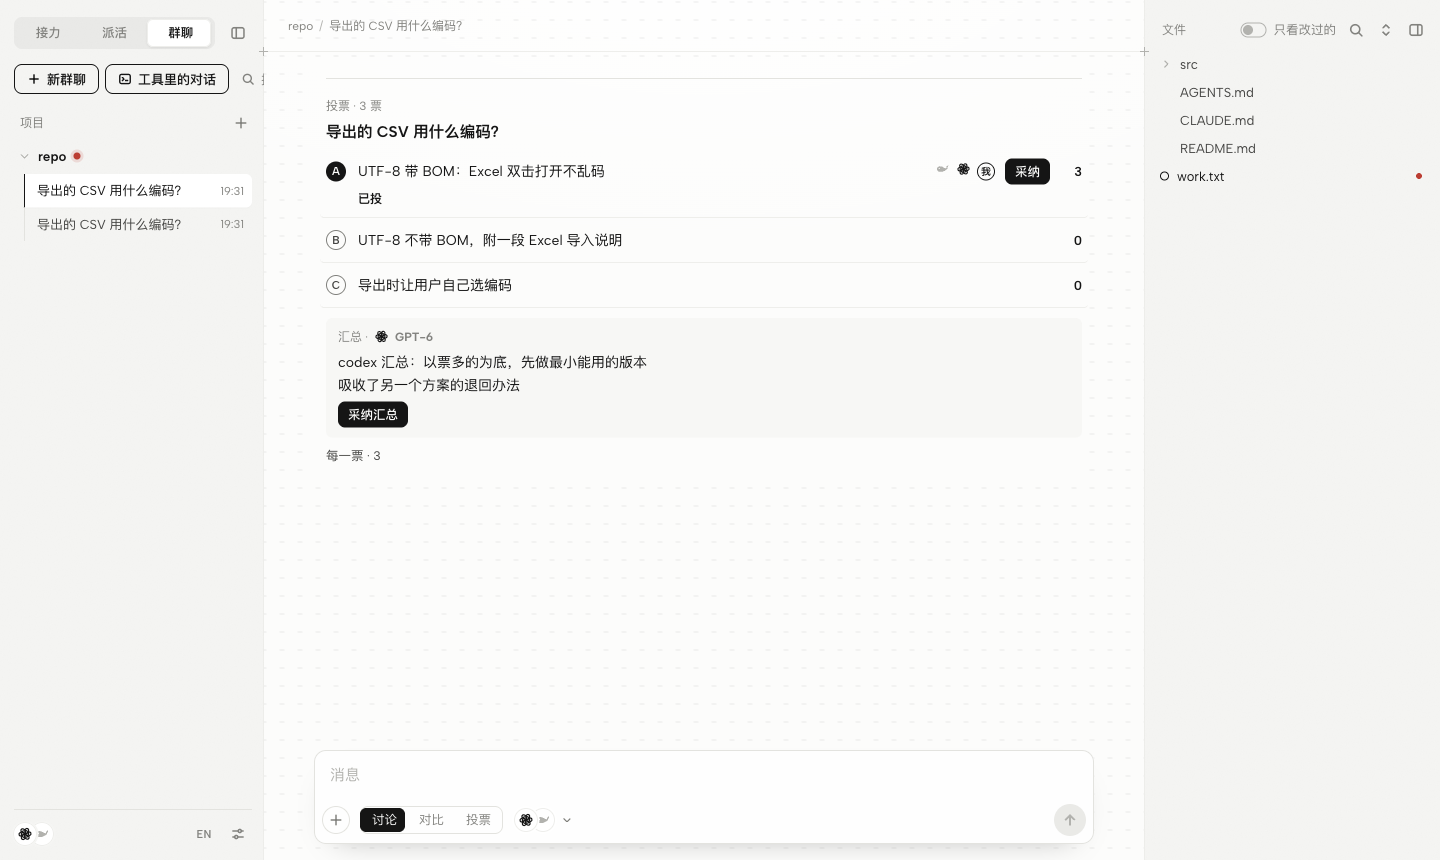 接力
派活
群聊
新群聊
工具里的对话
项目
repo
导出的 CSV 用什么编码? 19:31
导出的 CSV 用什么编码? 19:31
EN
repo / 导出的 CSV 用什么编码?
投票 · 3 票
导出的 CSV 用什么编码?
A UTF-8 带 BOM：Excel 双击打开不乱码 我 采纳 3
已投
B UTF-8 不带 BOM，附一段 Excel 导入说明 0
C 导出时让用户自己选编码 0
汇总 · GPT-6
codex 汇总：以票多的为底，先做最小能用的版本
吸收了另一个方案的退回办法
采纳汇总
每一票 · 3
消息
讨论 对比 投票
文件 只看改过的
src
AGENTS.md
CLAUDE.md
README.md
work.txt